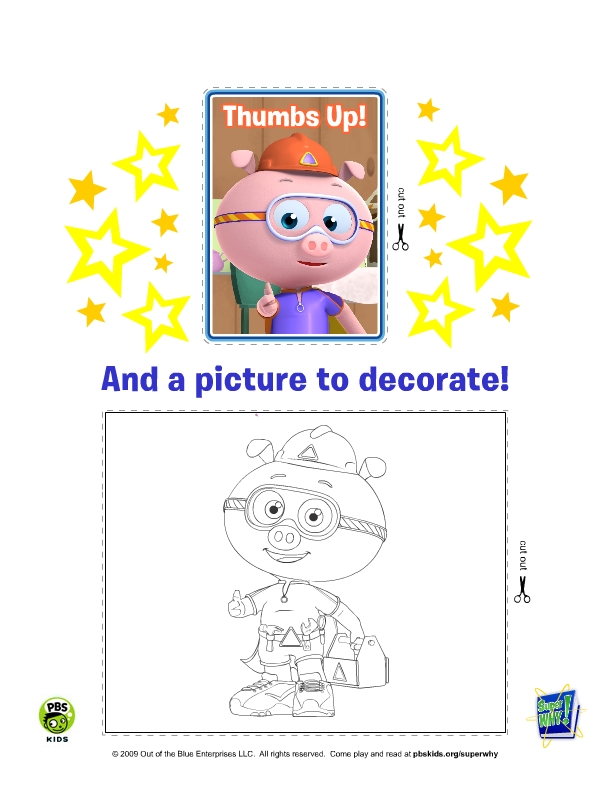 Thumbs Up!
cut out
And a picture to decorate!
cut out
PBS
KIDS
SUPER
WHY!
© 2009 Out of the Blue Enterprises LLC. All rights reserved. Come play and read at pbskids.org/superwhy